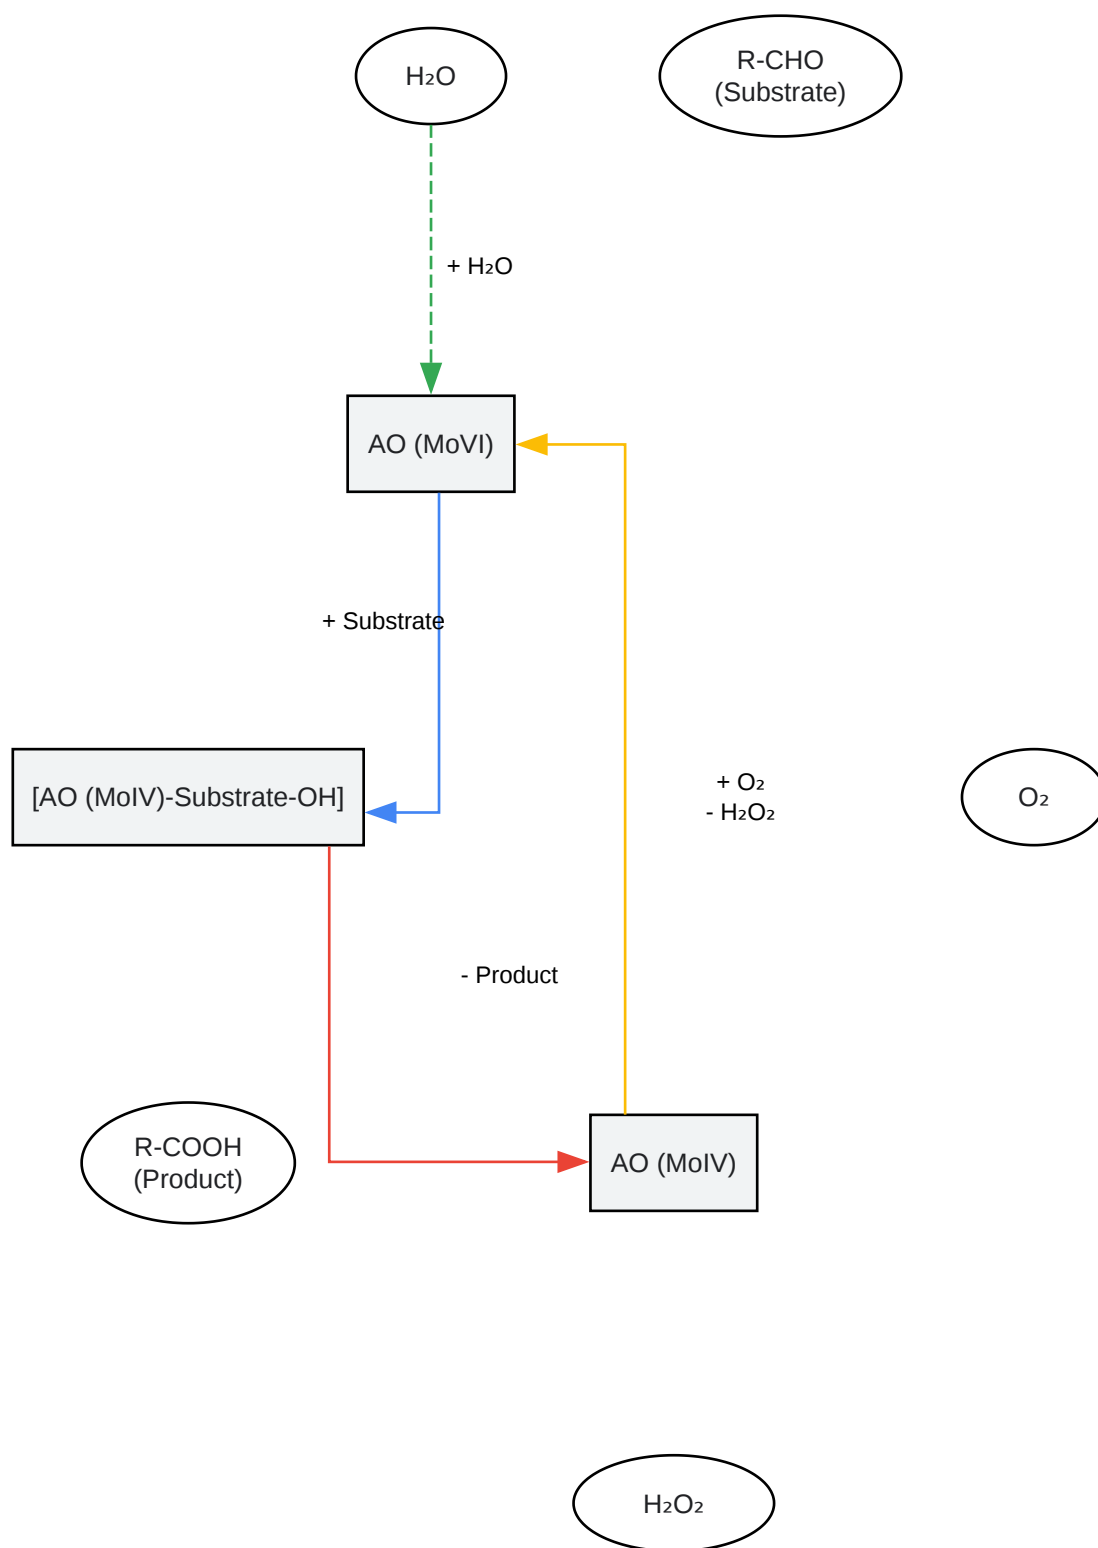 H₂O
R-CHO
(Substrate)
+ H₂O
AO (MoVI)
+ Substrate
[AO (MoIV)-Substrate-OH]
+ O₂
- H₂O₂
O₂
- Product
R-COOH
(Product)
AO (MoIV)
H₂O₂